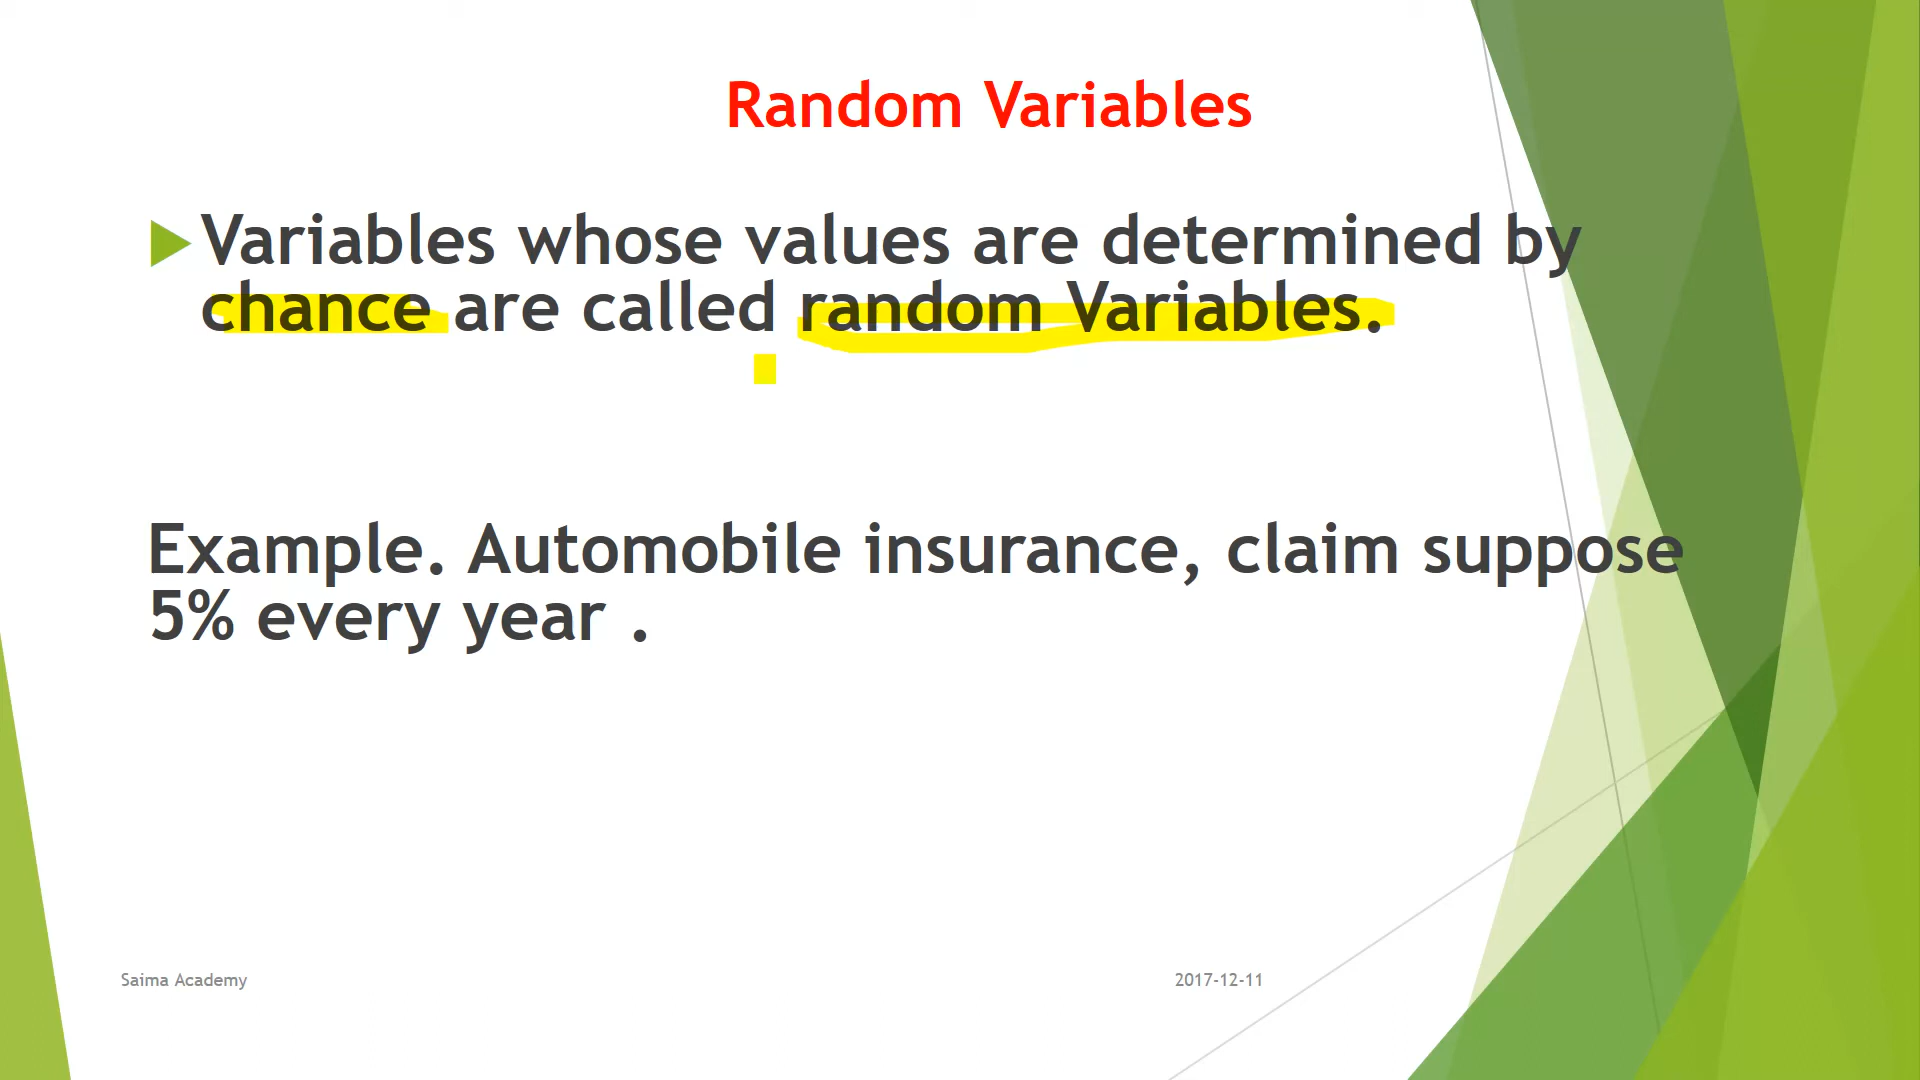 Random Variables
Variables whose values are determined by
chance are called random Variables.
Example. Automobile insurance, claim suppose
5% every year .
Saima Academy
2017-12-11